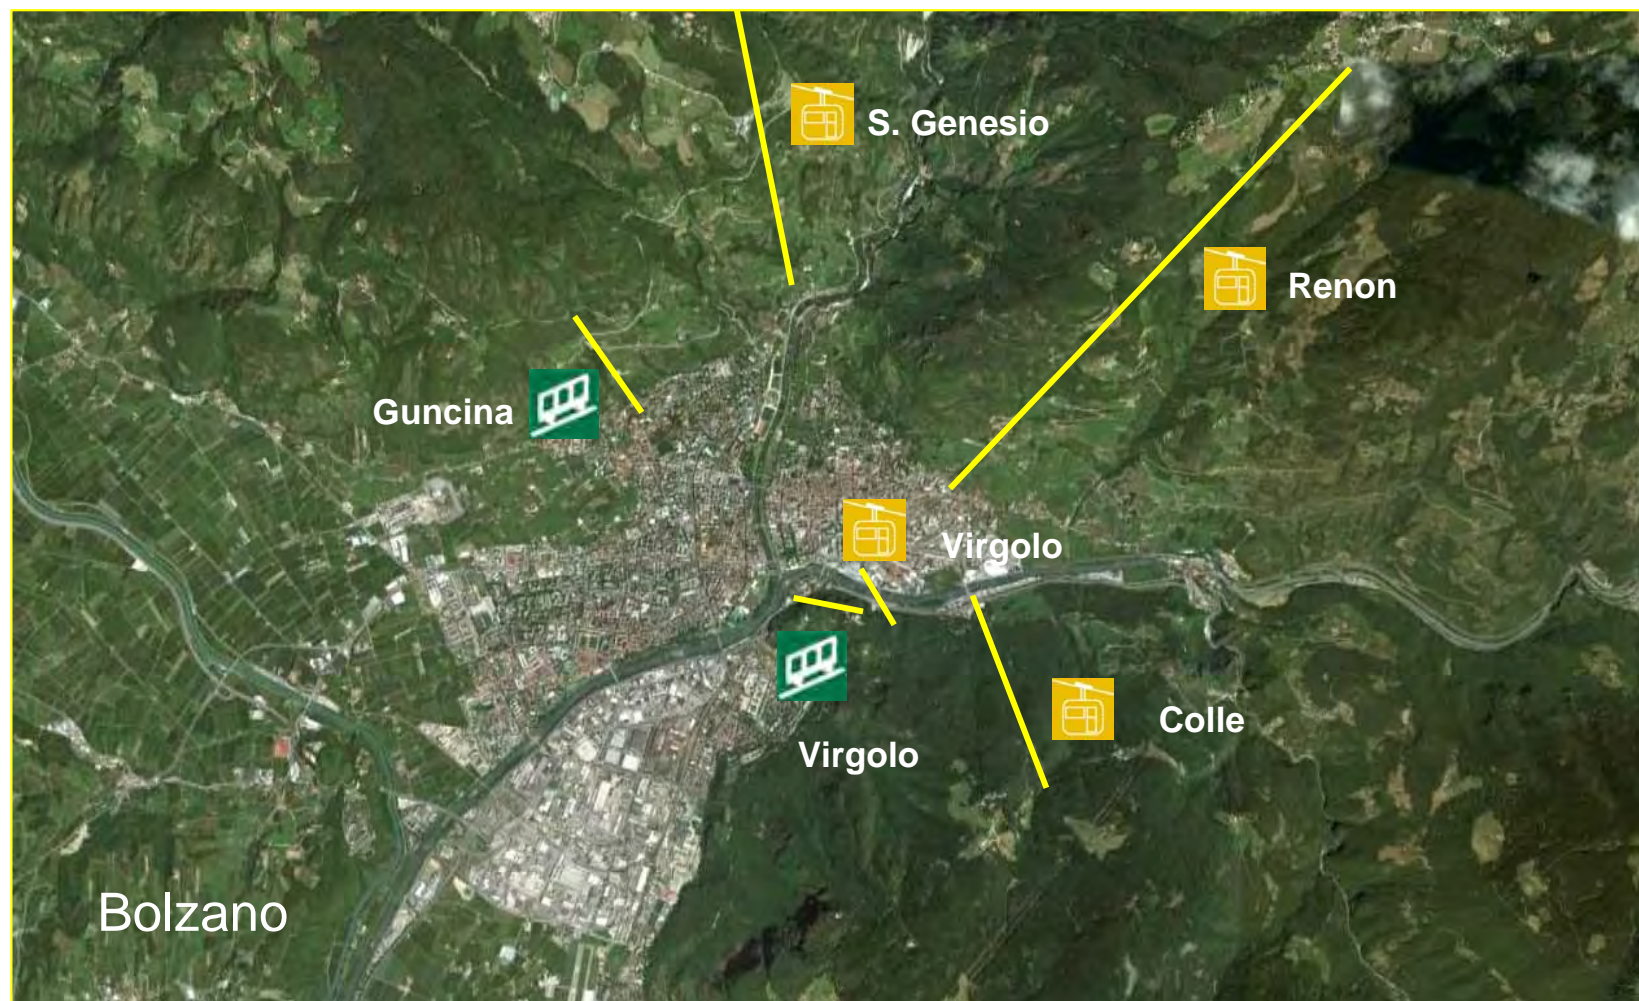 S. Genesio
Renon
Guncina
Virgolo
Colle
Virgolo
Bolzano